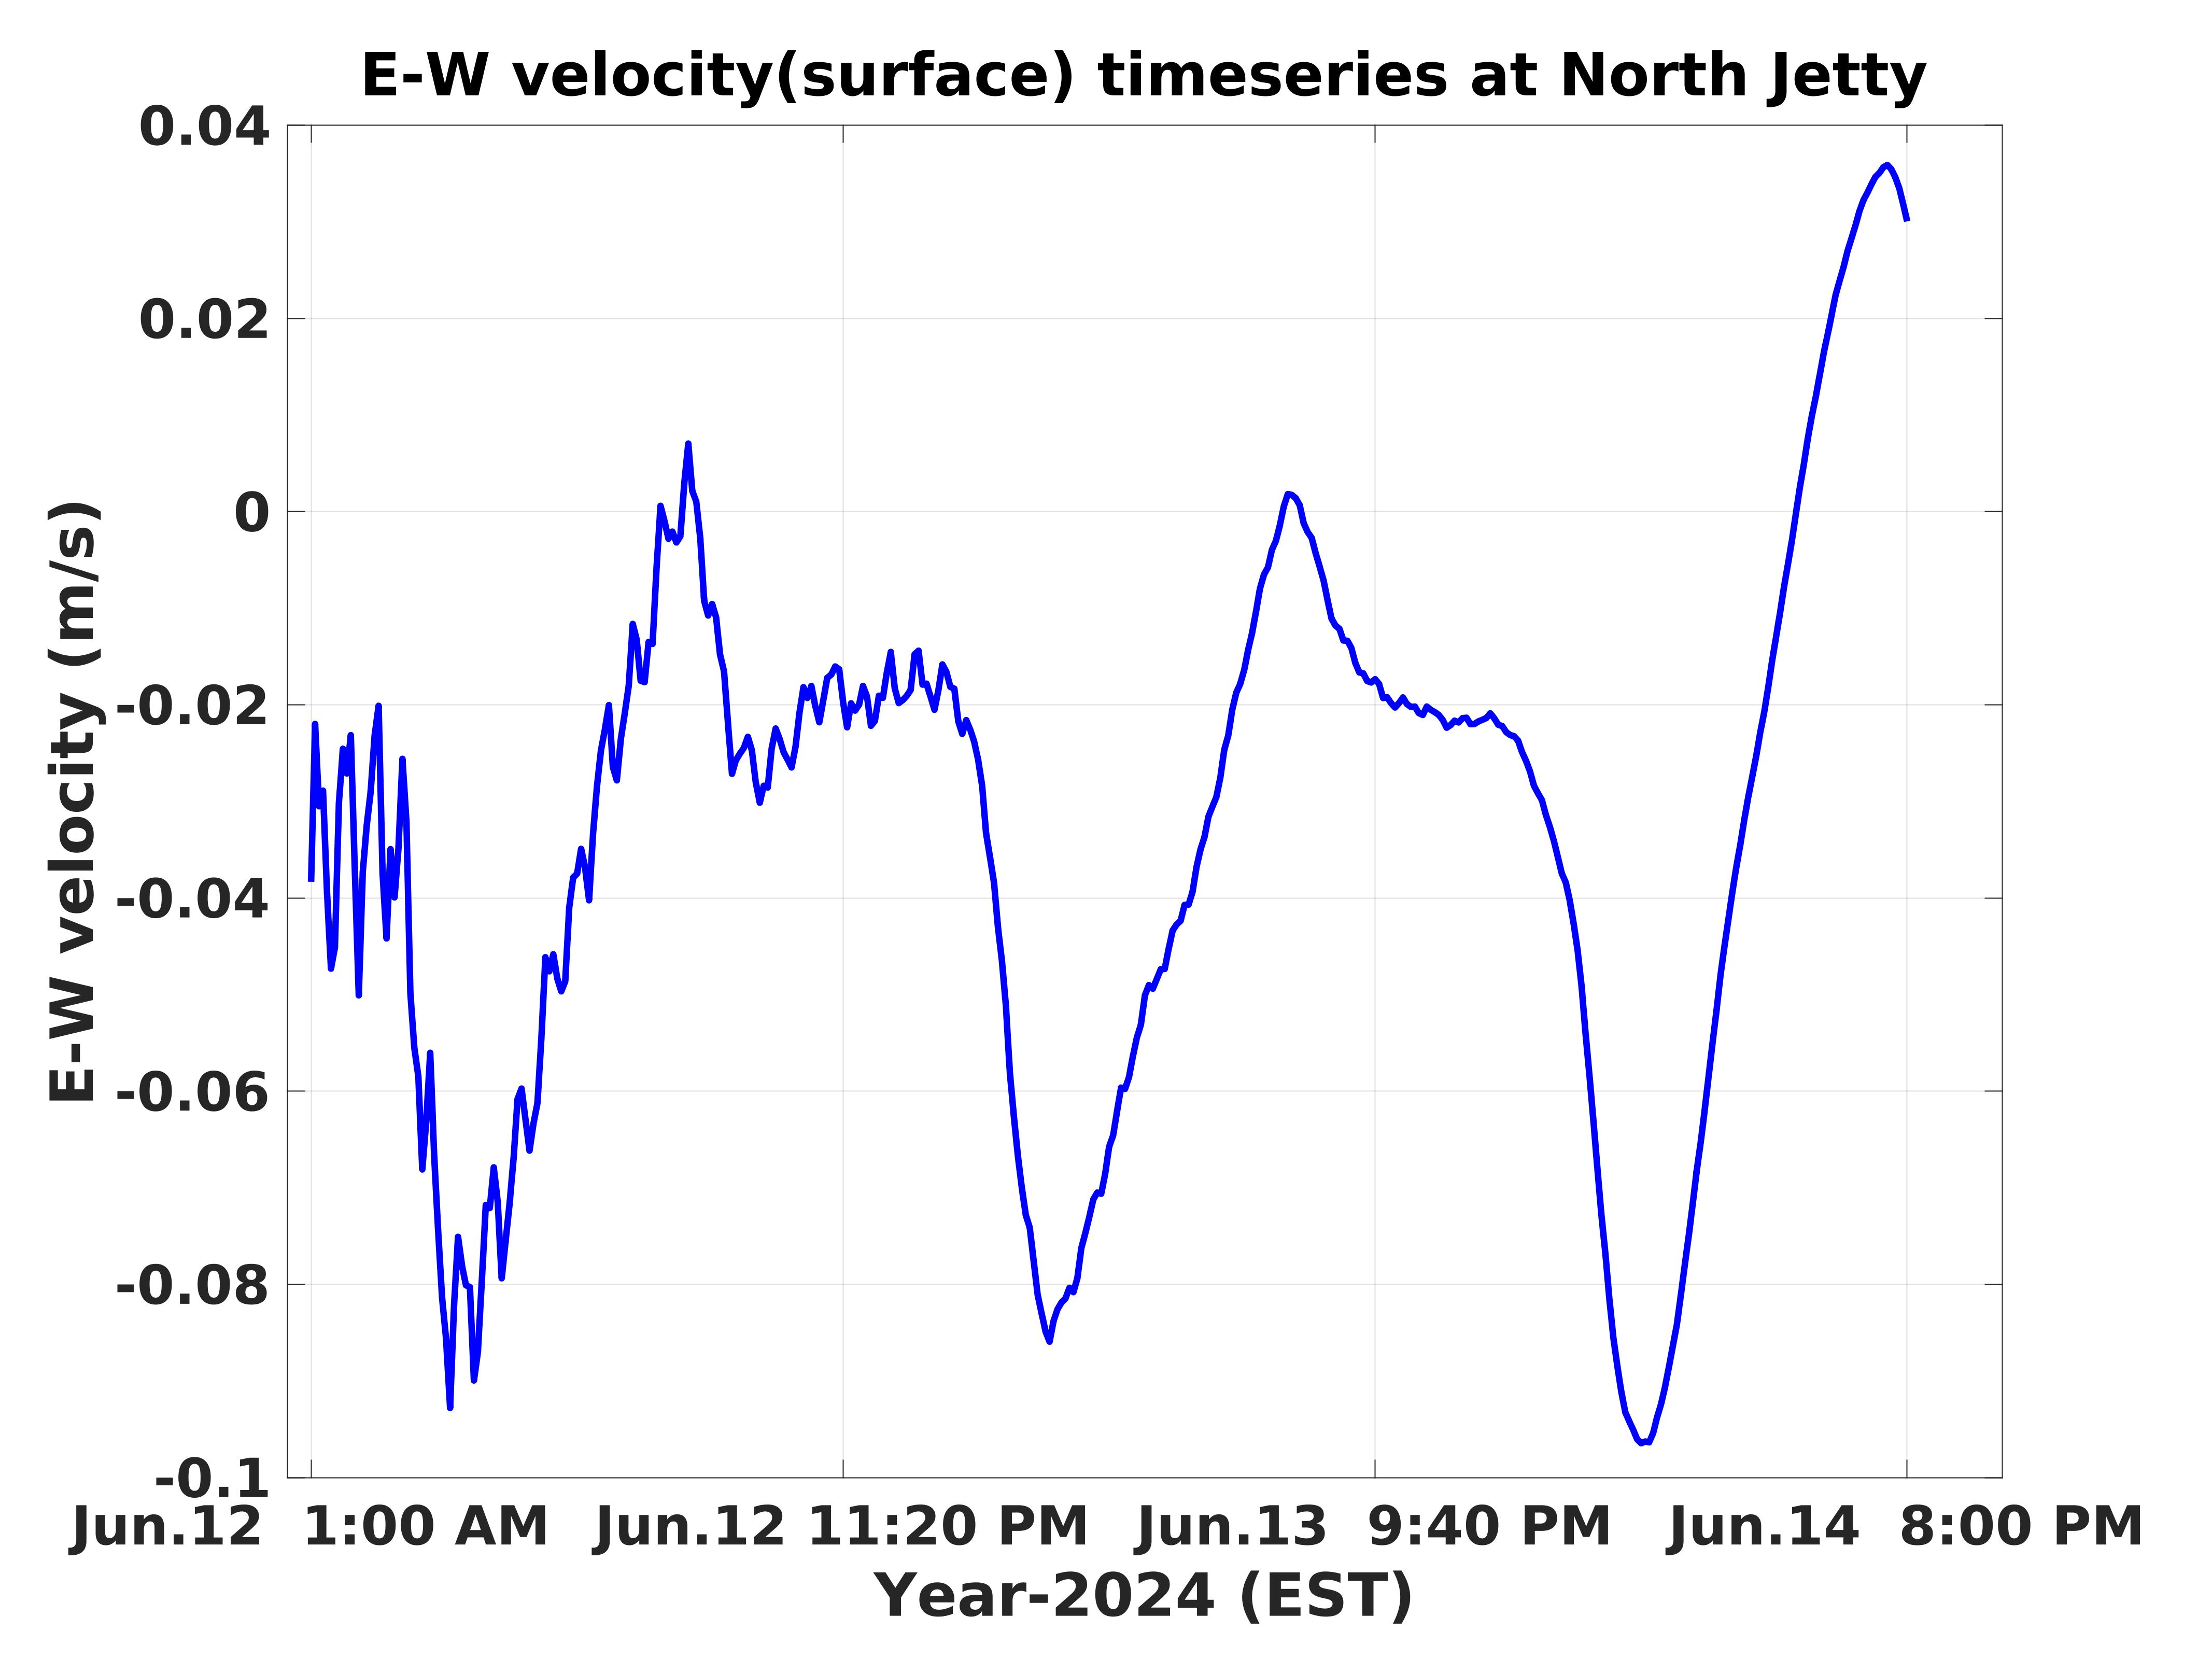 E-W velocity(surface) timeseries at North Jetty
E-W velocity (m/s)
0.04
0.02
0
-0.02
-0.04
-0.06
-0.08
-0.1
Jun.12 1:00 AM Jun.12 11:20 PM Jun.13 9:40 PM Jun.14 8:00 PM
Year-2024 (EST)